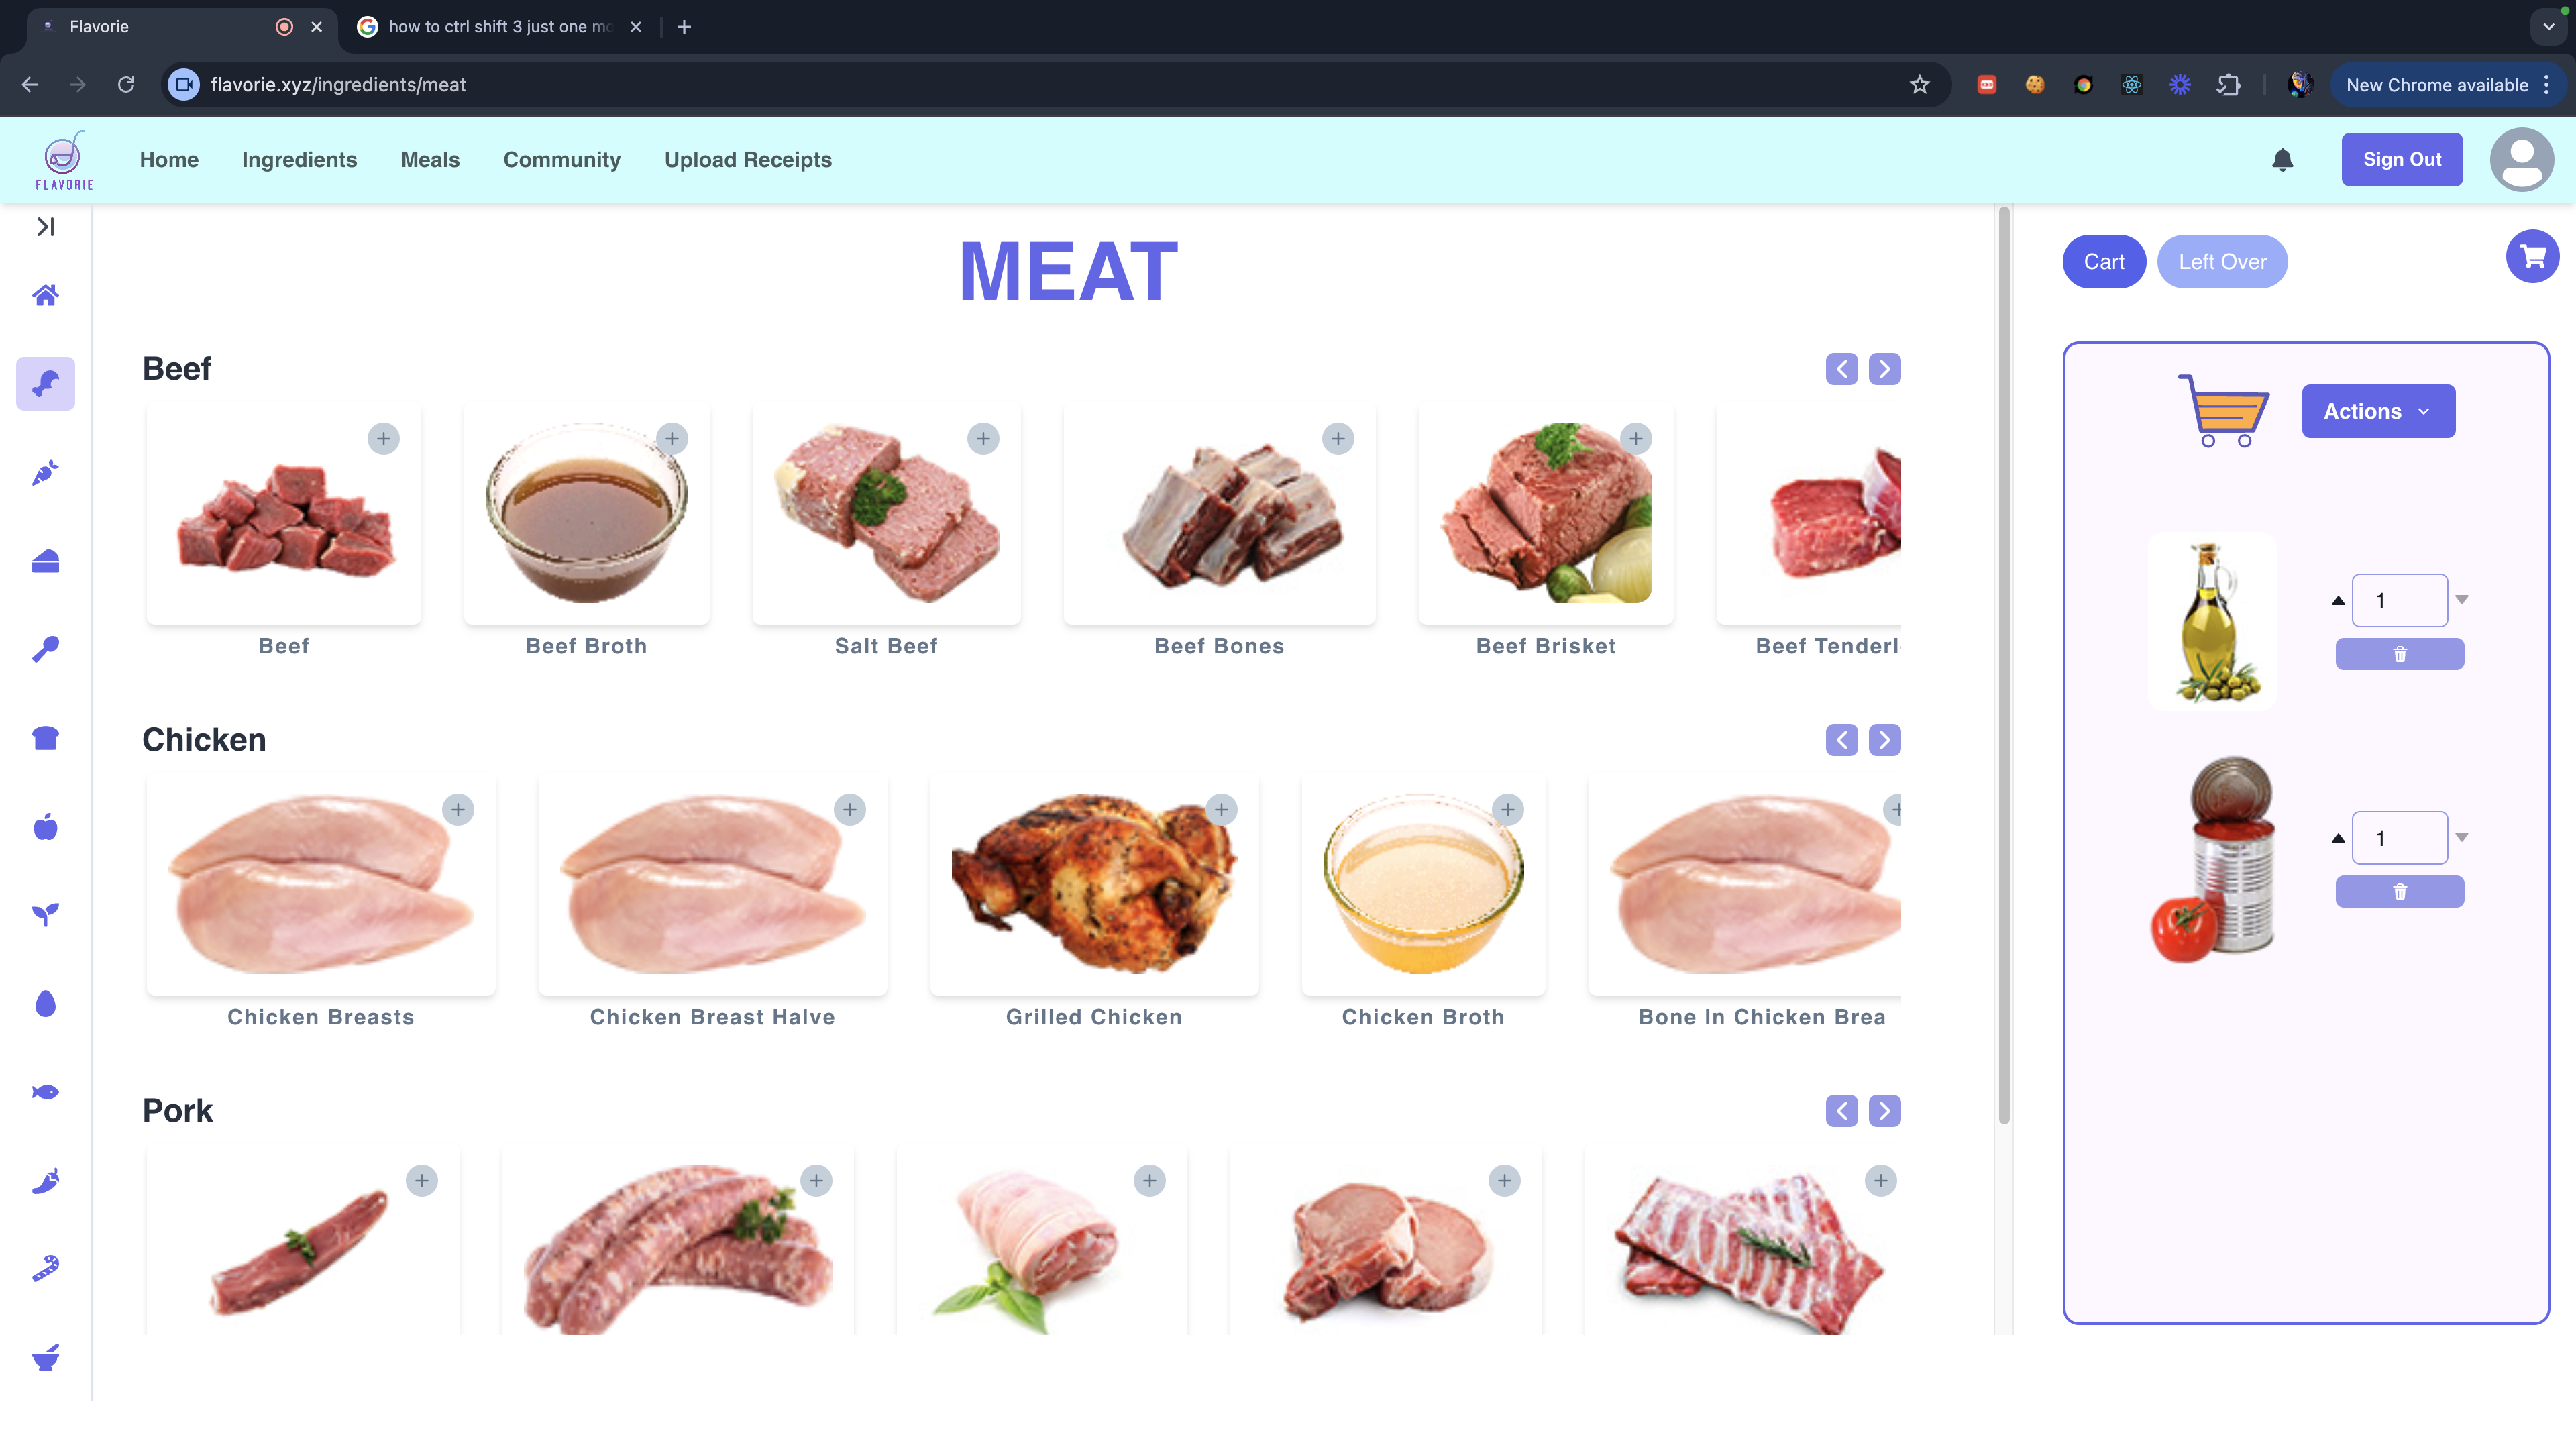 Flavorie
how to ctrl shift 3 just one mo
flavorie.xyz/ingredients/meat
New Chrome available
FLAVORIE
Home
Ingredients
Meals
Community
Upload Receipts
Sign Out
MEAT
Cart
Left Over
Beef
Actions
Beef
Beef Broth
Salt Beef
Beef Bones
Beef Brisket
Beef Tenderl
1
Chicken
1
Chicken Breasts
Chicken Breast Halve
Grilled Chicken
Chicken Broth
Bone In Chicken Brea
Pork